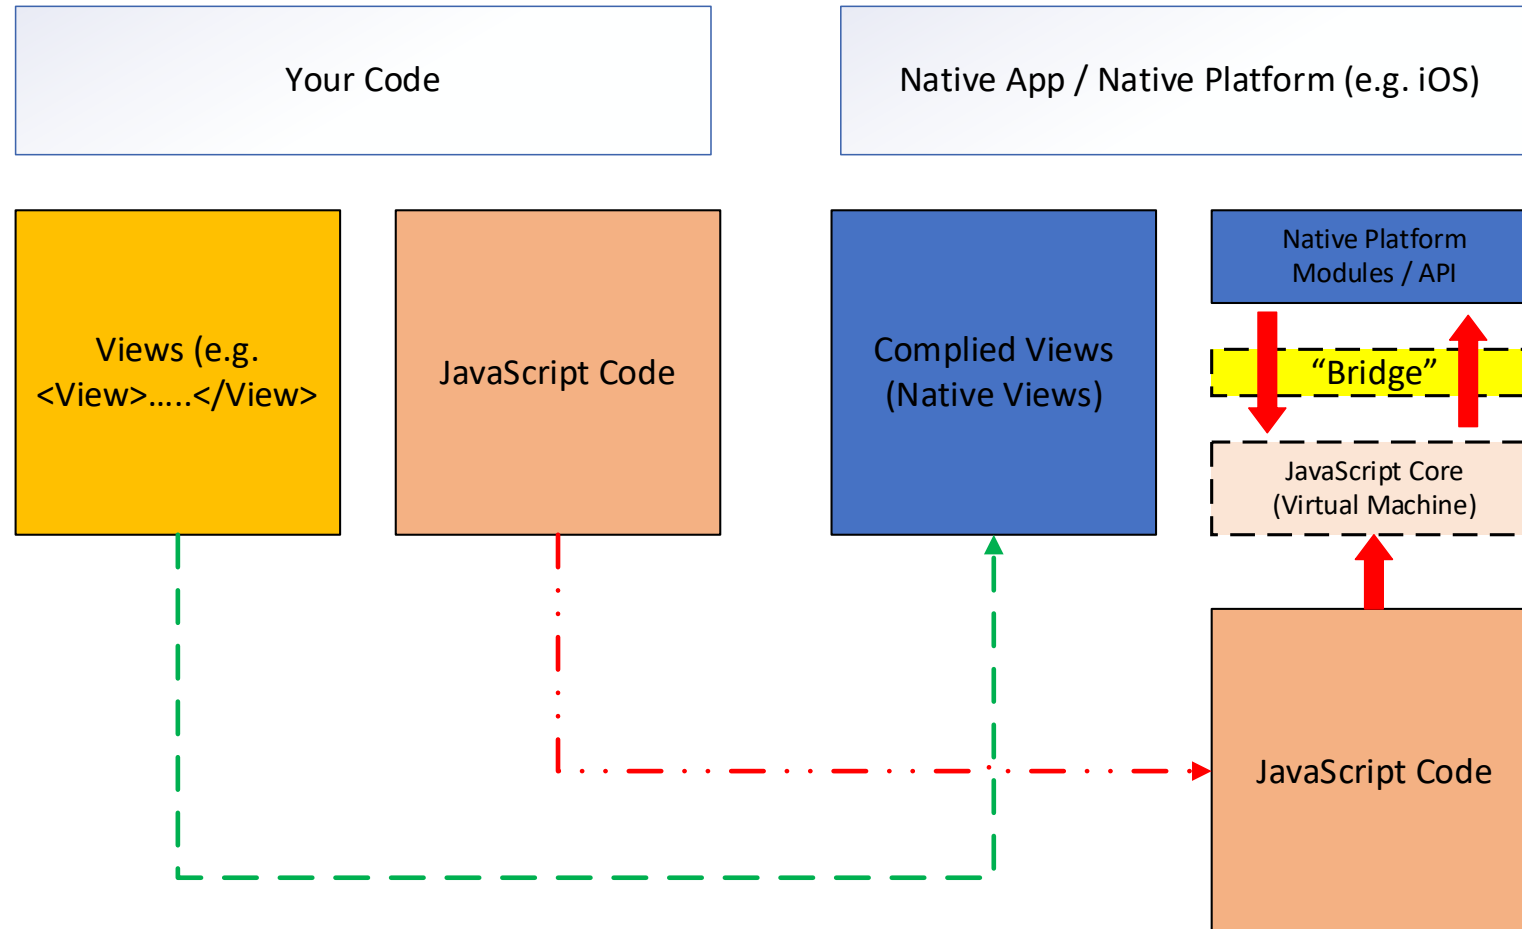 Your Code
Native App / Native Platform (e.g. iOS)
Views (e.g.
<View>.....</View>
JavaScript Code
Complied Views
(Native Views)
Native Platform
Modules / API
“Bridge”
JavaScript Core
(Virtual Machine)
JavaScript Code